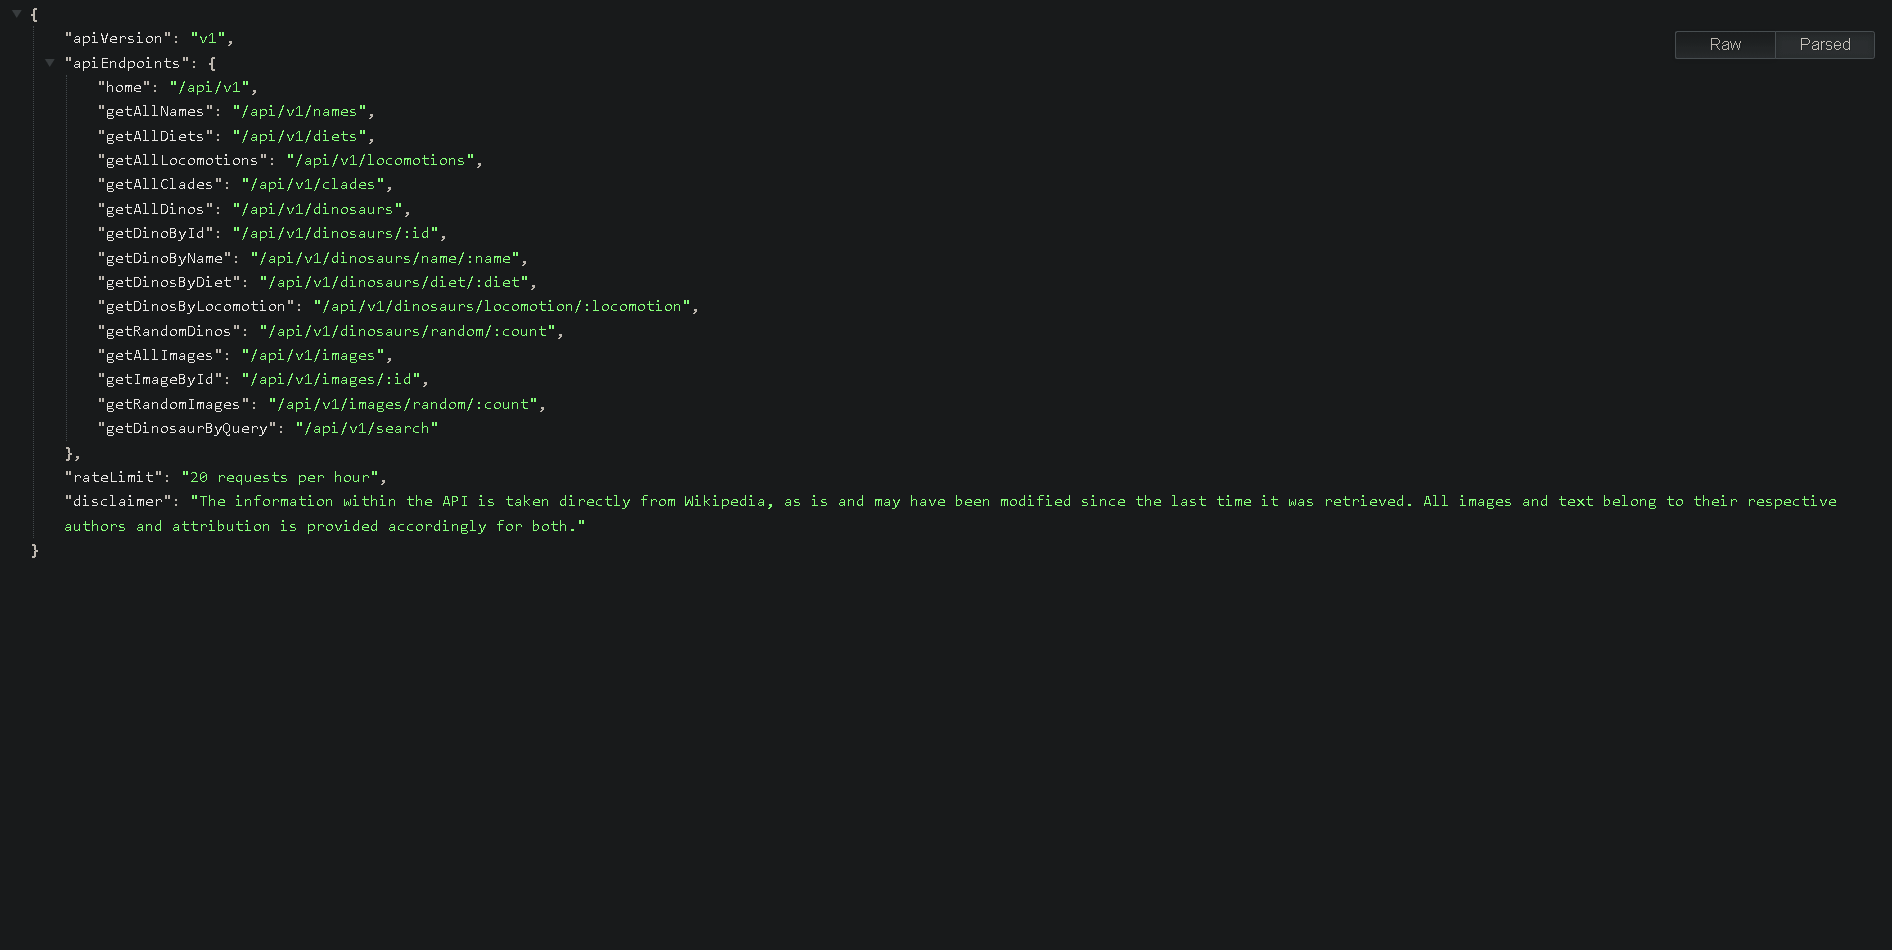 {
"apiVersion": "v1",
Raw Parsed
"apiEndpoints": {
"home": "/api/v1",
"getAllNames": "/api/v1/names",
"getAllDiets": "/api/v1/diets",
"getAllLocomotions": "/api/v1/locomotions",
"getAllClades": "/api/v1/clades",
"getAllDinos": "/api/v1/dinosaurs",
"getDinoById": "/api/v1/dinosaurs/:id",
"getDinoByName": "/api/v1/dinosaurs/name/:name",
"getDinosByDiet": "/api/v1/dinosaurs/diet/:diet",
"getDinosByLocomotion": "/api/v1/dinosaurs/locomotion/:locomotion",
"getRandomDinos": "/api/v1/dinosaurs/random/:count",
"getAllImages": "/api/v1/images",
"getImageById": "/api/v1/images/:id",
"getRandomImages": "/api/v1/images/random/:count",
"getDinosaurByQuery": "/api/v1/search"
},
"rateLimit": "20 requests per hour",
"disclaimer": "The information within the API is taken directly from Wikipedia, as is and may have been modified since the last time it was retrieved. All images and text belong to their respective
authors and attribution is provided accordingly for both."
}